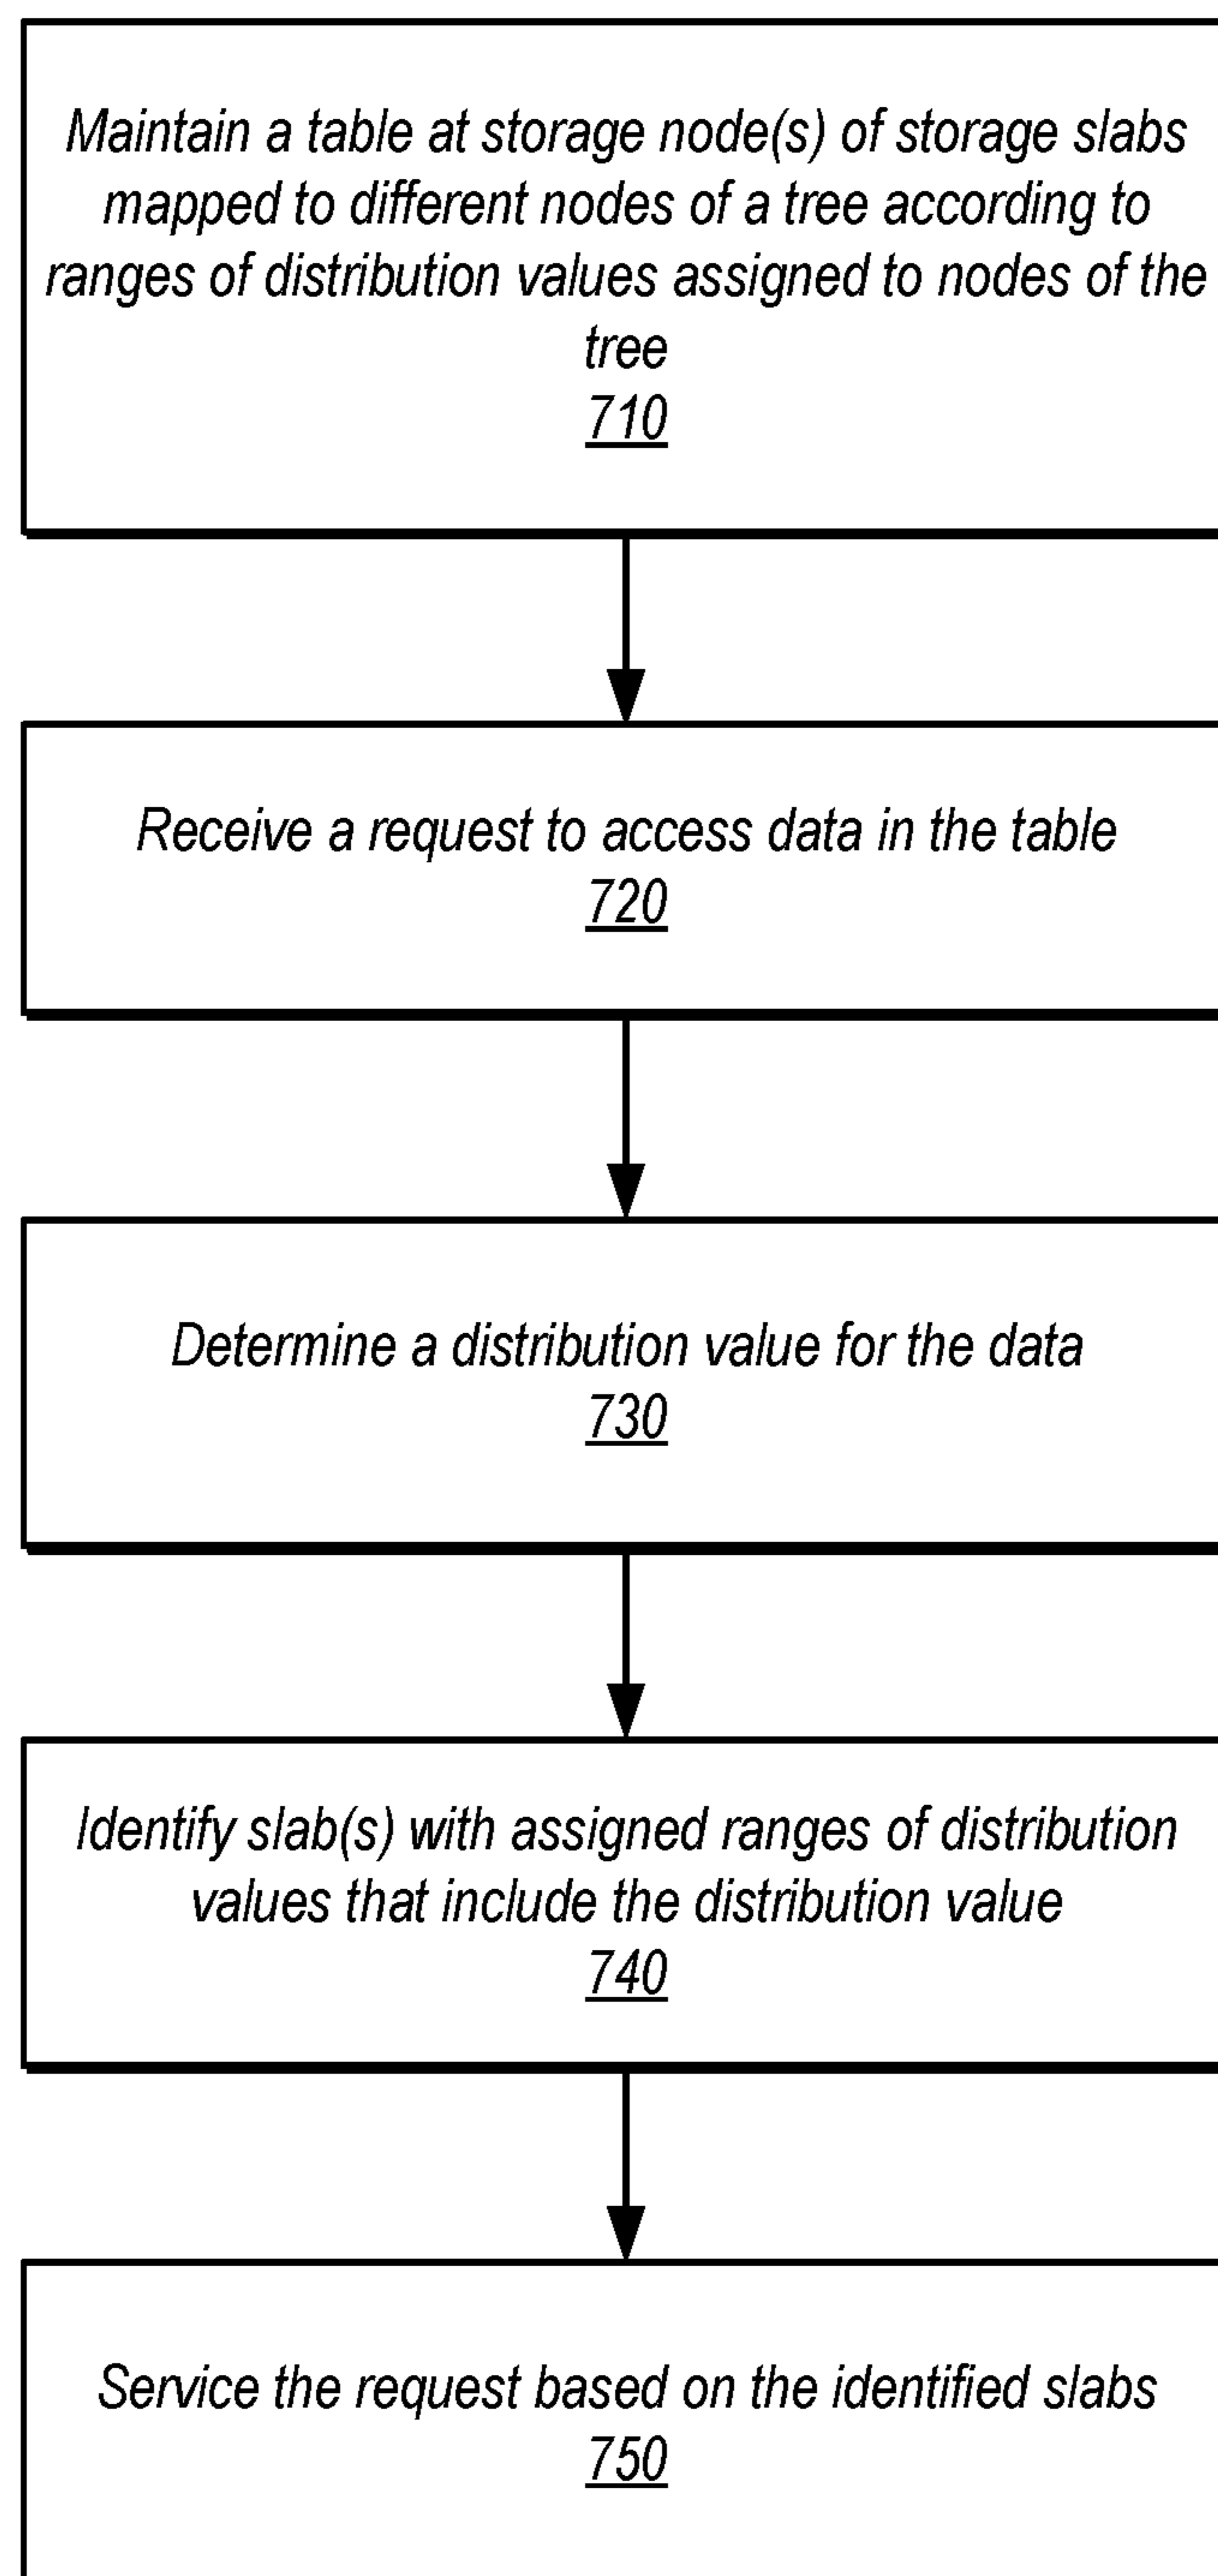 Maintain a table at storage node(s) of storage slabs
mapped to different nodes of a tree according to
ranges of distribution values assigned to nodes of the
tree
710
Receive a request to access data in the table
720
Determine a distribution value for the data
730
Identify slab(s) with assigned ranges of distribution
values that include the distribution value
740
Service the request based on the identified slabs
750